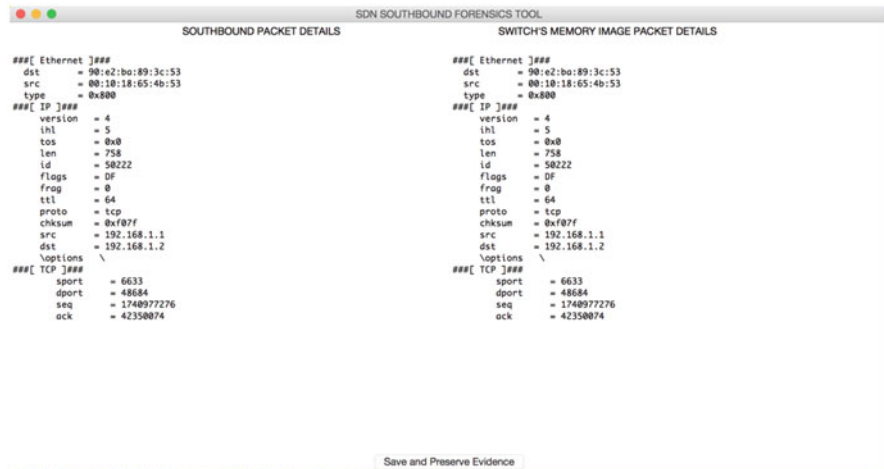 SDN SOUTHBOUND FORENSICS TOOL
SOUTHBOUND PACKET DETAILS
###[ Ethernet ]###
dst = 90:e2:ba:89:3c:53
src = 00:10:18:65:4b:53
type = 0x800
###[ IP ]###
version = 4
ihl = 5
tos = 0x0
len = 758
id = 50222
flags = DF
frag = 0
ttl = 64
proto = tcp
chksum = 0xf07f
src = 192.168.1.1
dst = 192.168.1.2
\options \
###[ TCP ]###
sport = 6633
dport = 48684
seq = 1740977276
ack = 42350074
SWITCH'S MEMORY IMAGE PACKET DETAILS
###[ Ethernet ]###
dst = 90:e2:ba:89:3c:53
src = 00:10:18:65:4b:53
type = 0x800
###[ IP ]###
version = 4
ihl = 5
tos = 0x0
len = 758
id = 50222
flags = DF
frag = 0
ttl = 64
proto = tcp
chksum = 0xf07f
src = 192.168.1.1
dst = 192.168.1.2
\options \
###[ TCP ]###
sport = 6633
dport = 48684
seq = 1740977276
ack = 42350074
Save and Preserve Evidence